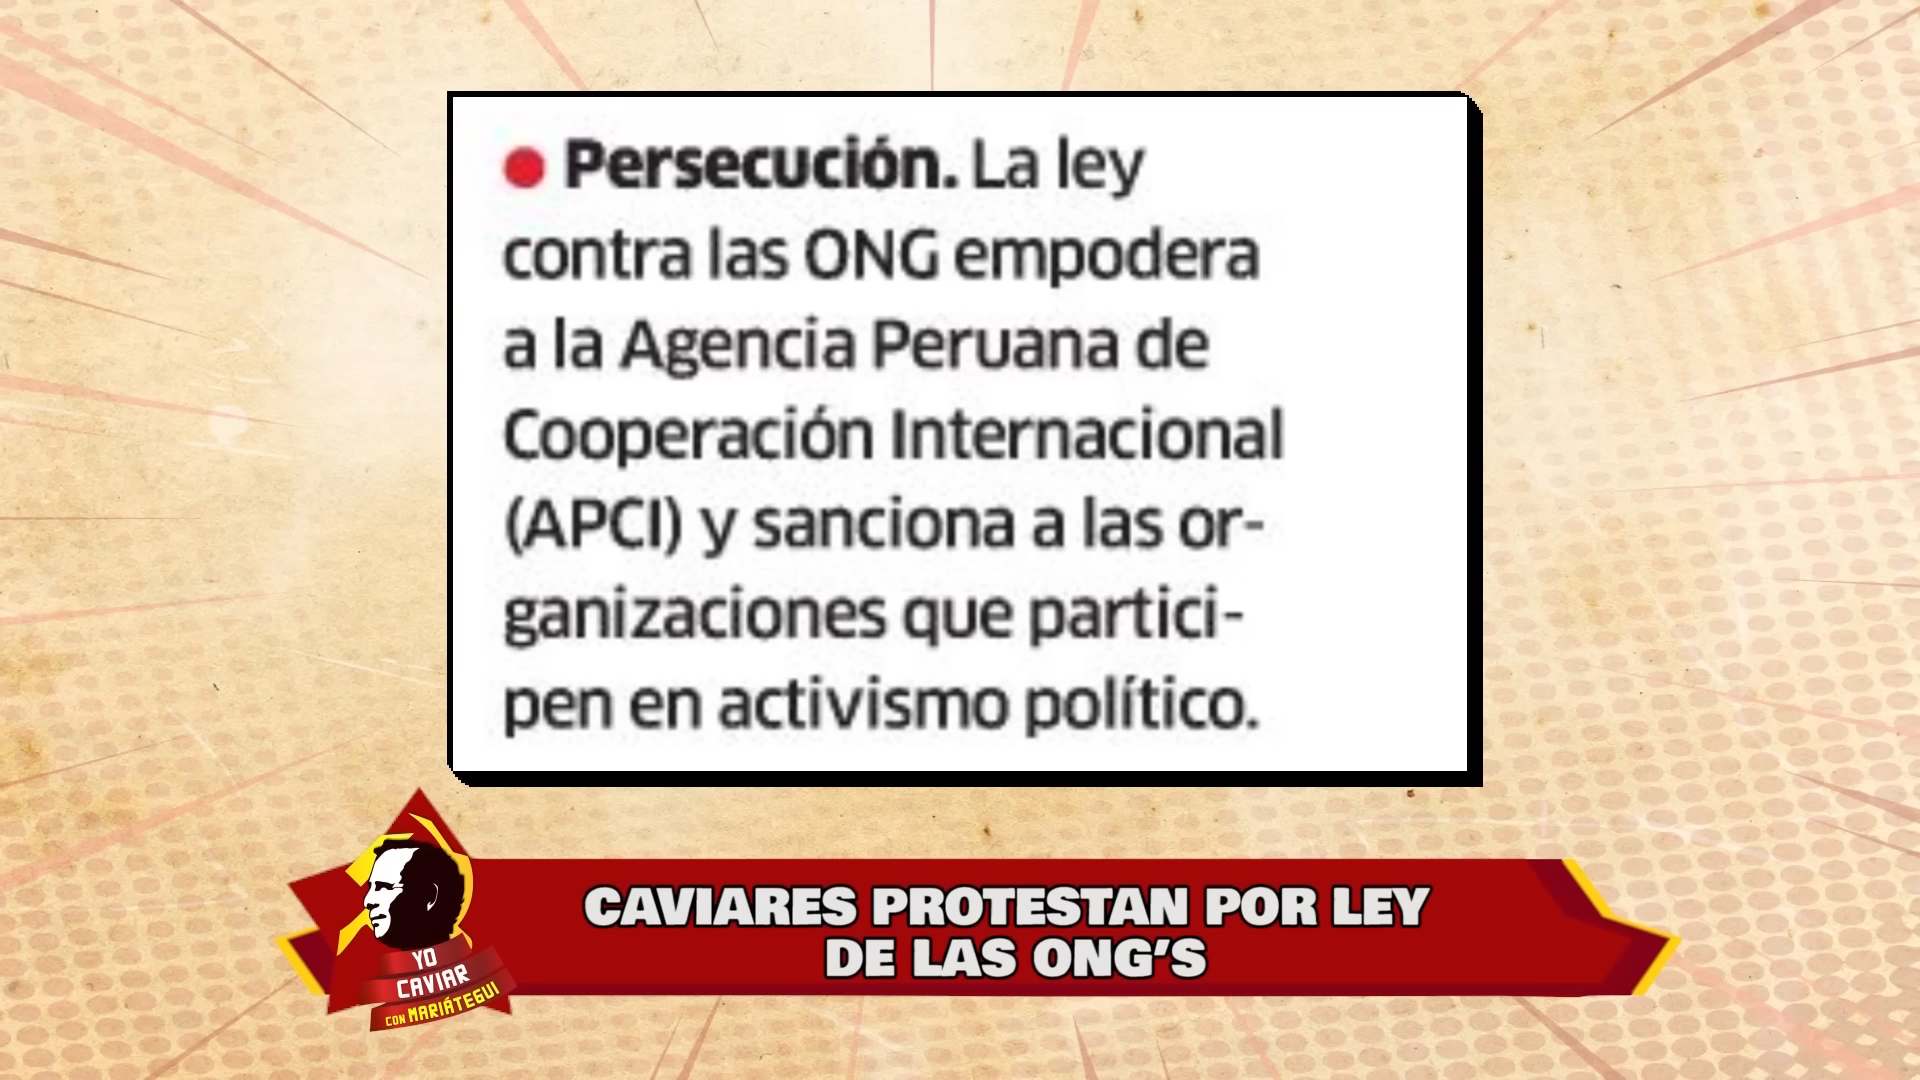 ● Persecución. La ley
contra las ONG empodera
a la Agencia Peruana de
Cooperación Internacional
(APCI) y sanciona a las or-
ganizaciones que partici-
pen en activismo político.
CAVIARES PROTESTAN POR LEY
DE LAS ONG'S
YO
CAVIAR
CON MARIÁTEGUI